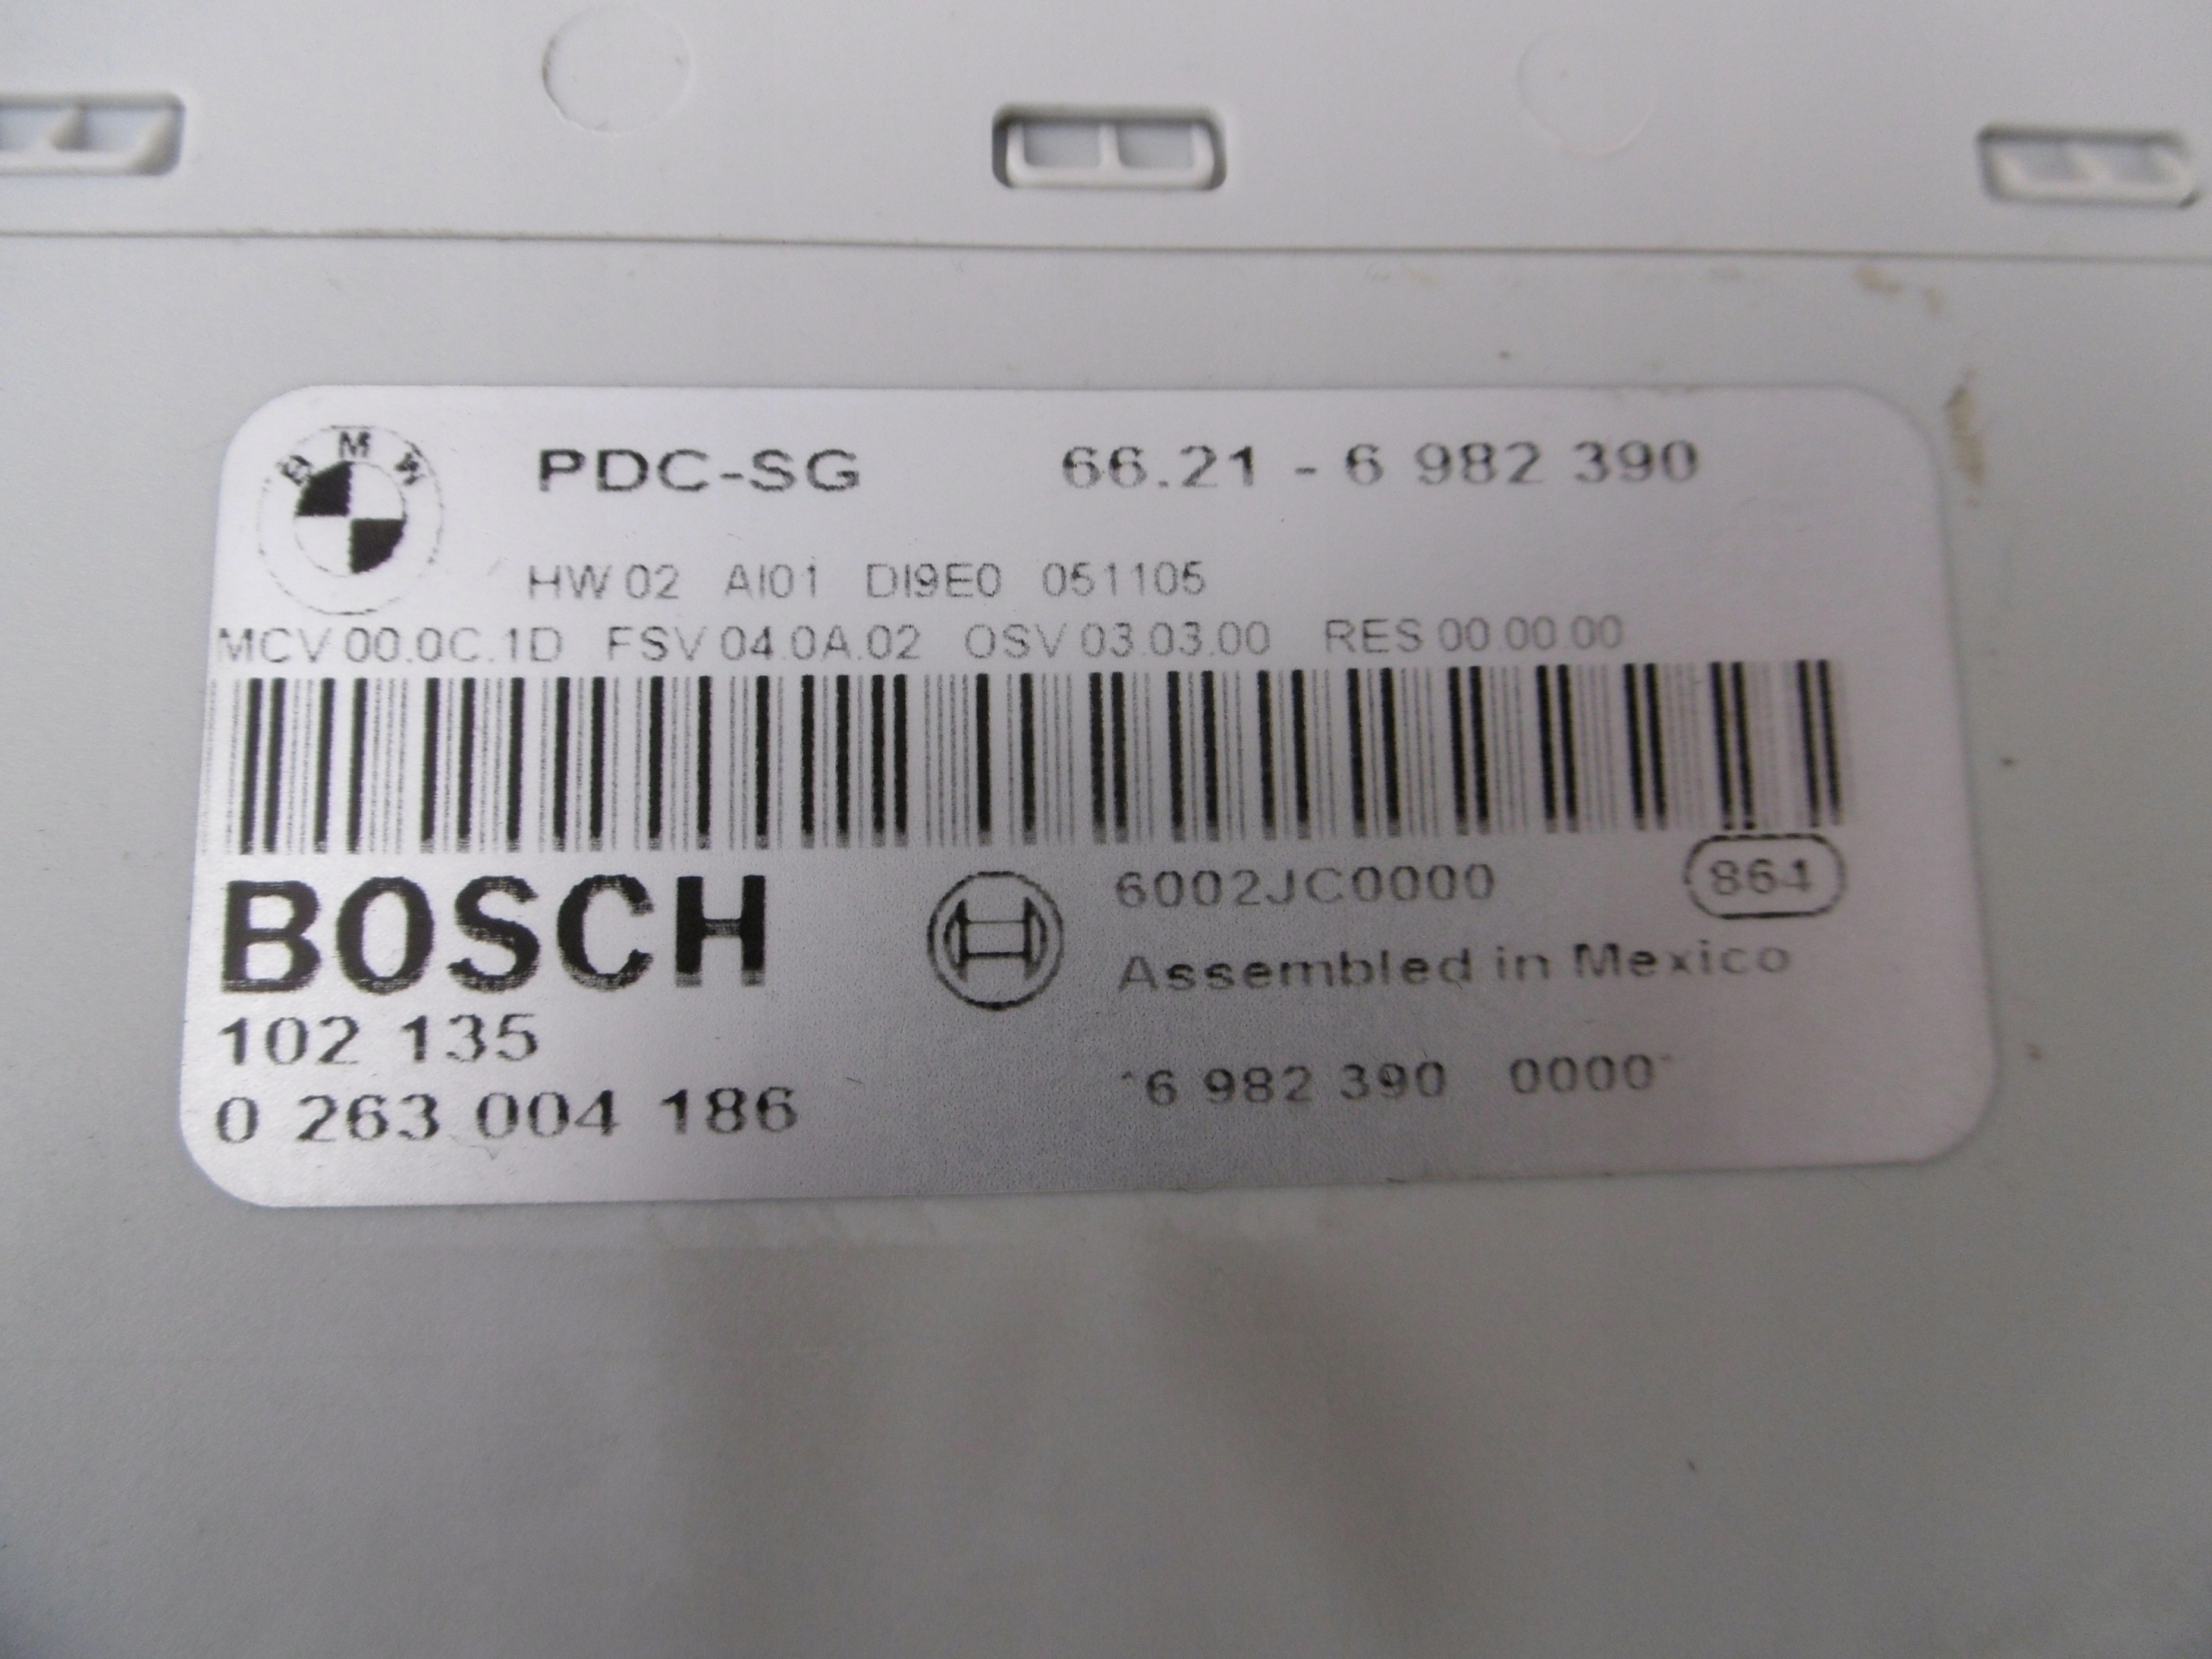 BMW
PDC-SG 66.21 - 6 982 390
HW 02 AI01 DI9E0 051105
MCV 00.0C.1D FSV 04.0A.02 OSV 03.03.00 RES 00.00.00
BOSCH
6002JC0000 864
Assembled in Mexico
102 135
0 263 004 186
*6 982 390 0000*